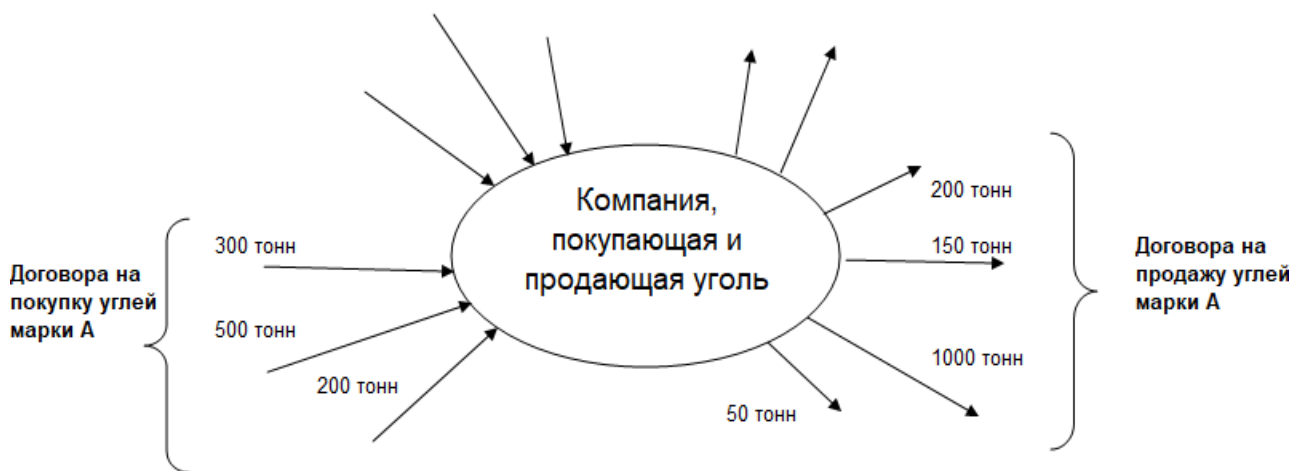 Компания,
покупающая и
продающая уголь
Договора на
покупку углей
марки А
300 тонн
500 тонн
200 тонн
200 тонн
150 тонн
1000 тонн
50 тонн
Договора на
продажу углей
марки А